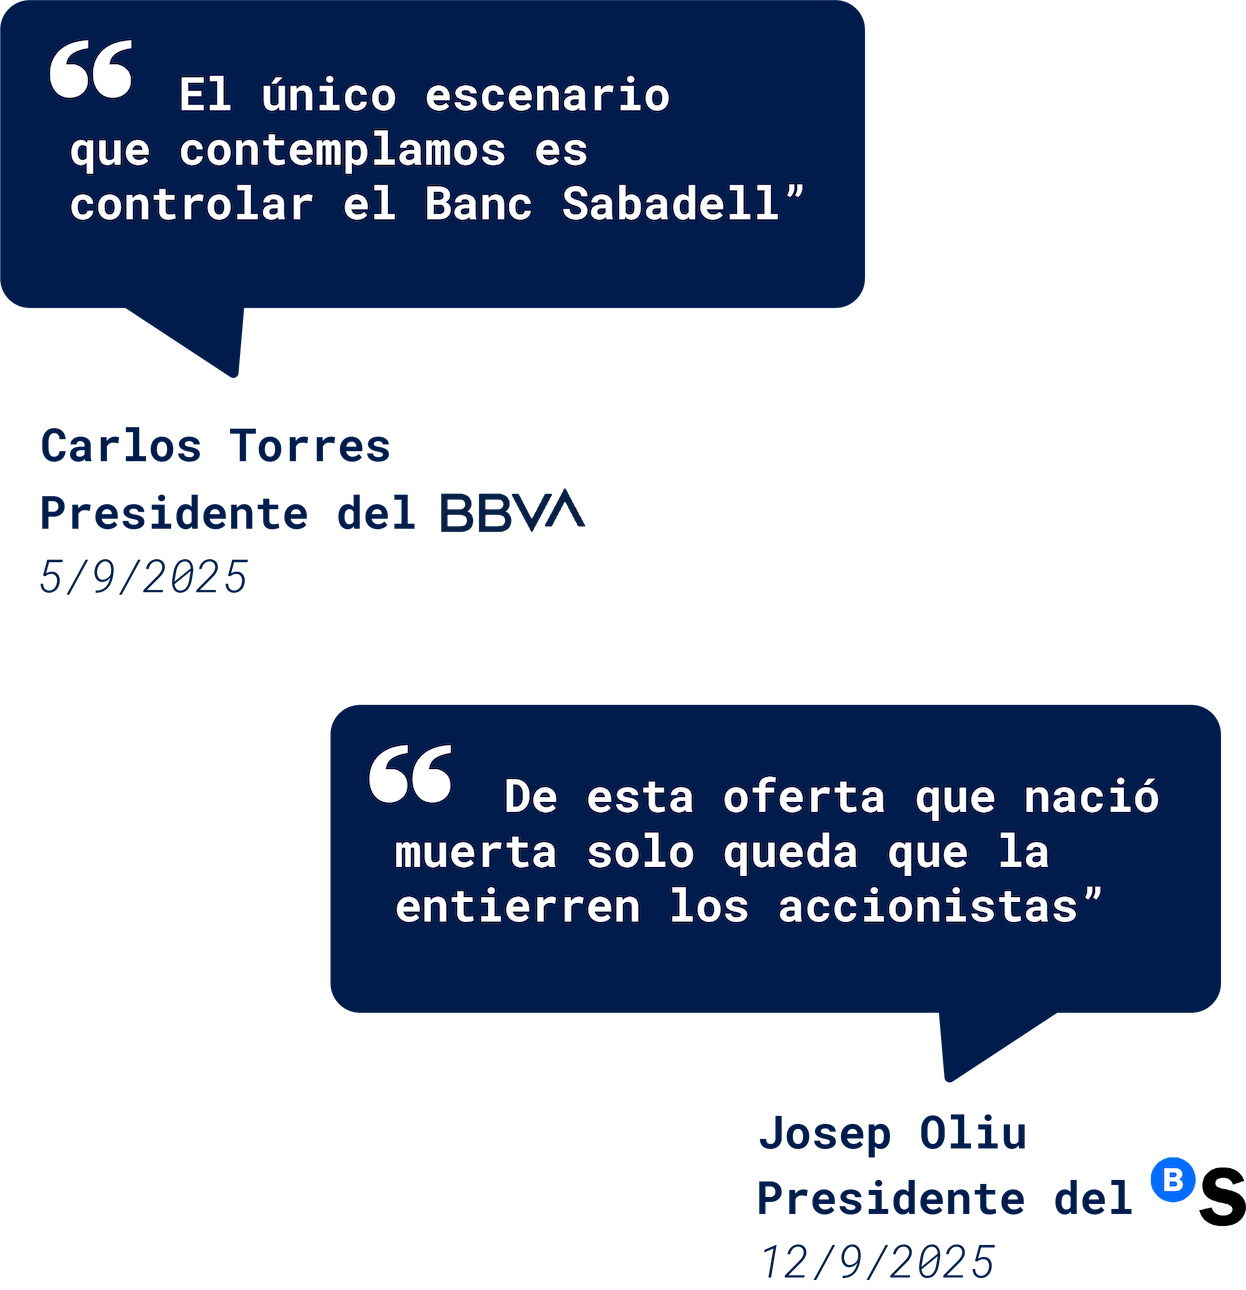 “ El único escenario
que contemplamos es
controlar el Banc Sabadell”
Carlos Torres
Presidente del BBVA
5/9/2025
“ De esta oferta que nació
muerta solo queda que la
entierren los accionistas”
Josep Oliu
Presidente del BS
12/9/2025